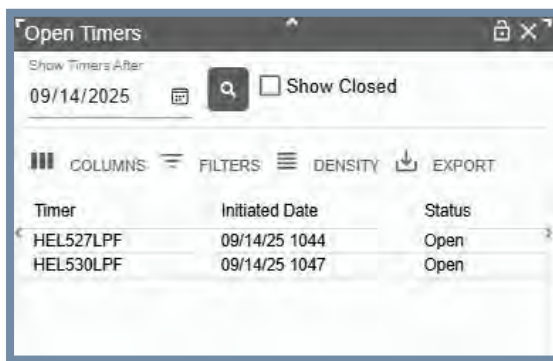 Open Timers
Show Timers After
09/14/2025 Show Closed
COLUMNS FILTERS DENSITY EXPORT
Timer Initiated Date Status
HEL527LPF 09/14/25 1044 Open
HEL530LPF 09/14/25 1047 Open